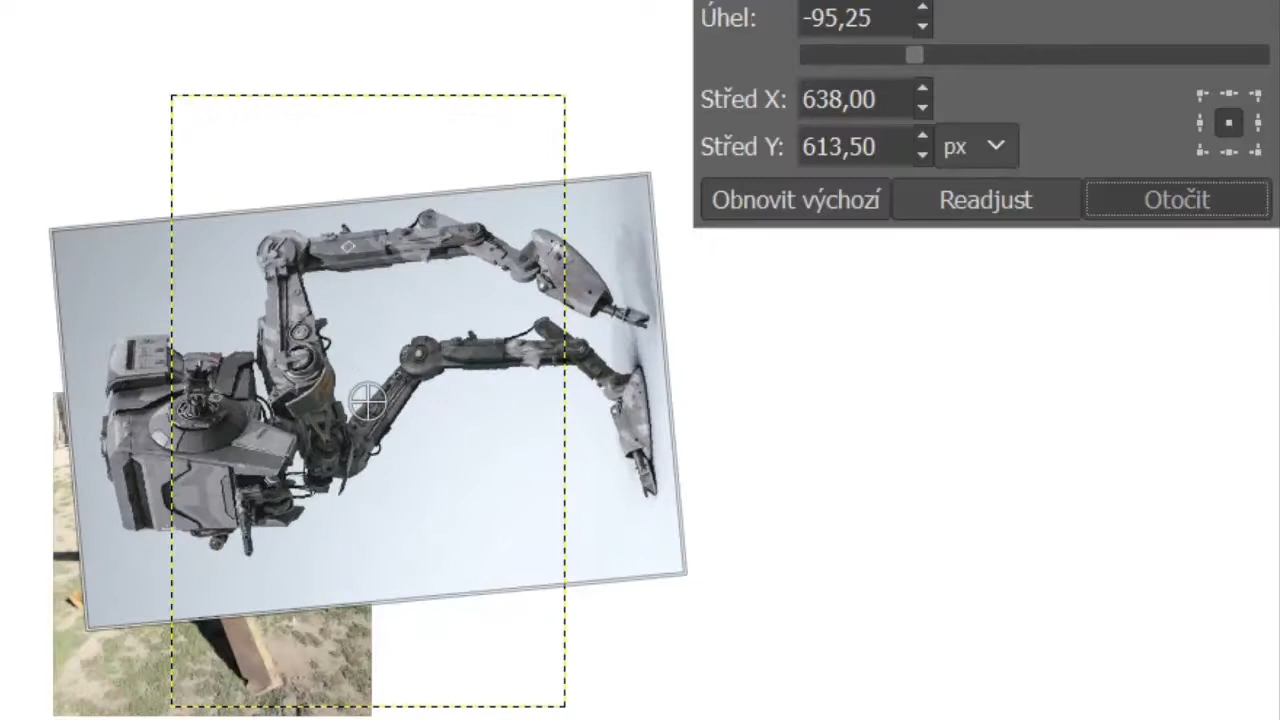 Úhel: -95,25
Střed X: 638,00
Střed Y: 613,50 px
Obnovit výchozí Readjust Otočit